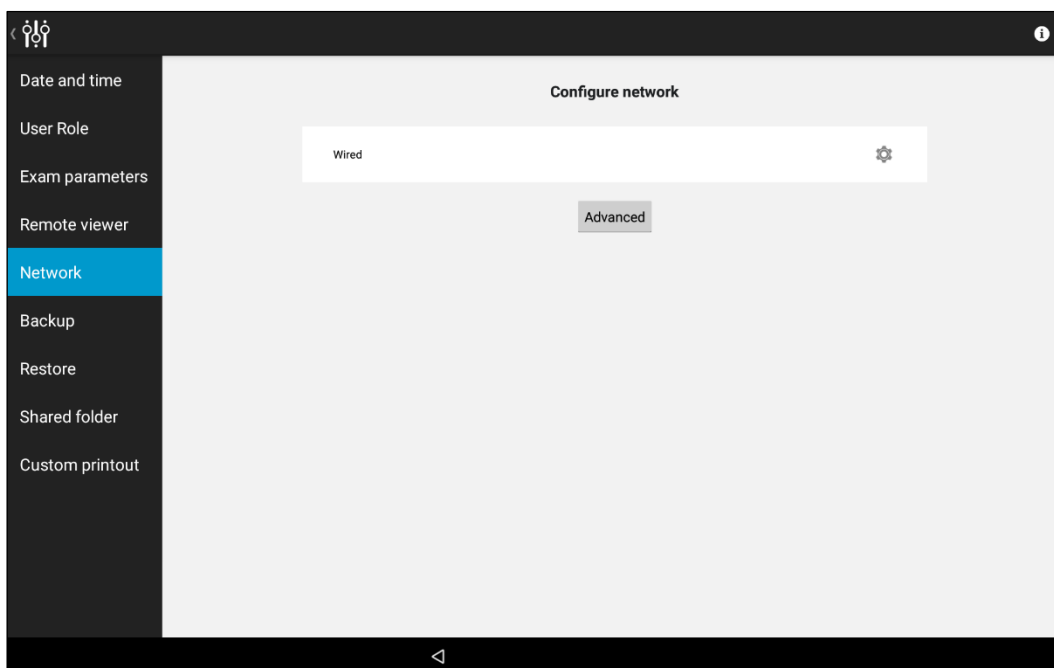 Date and time
User Role
Exam parameters
Remote viewer
Network
Backup
Restore
Shared folder
Custom printout
Configure network
Wired
Advanced